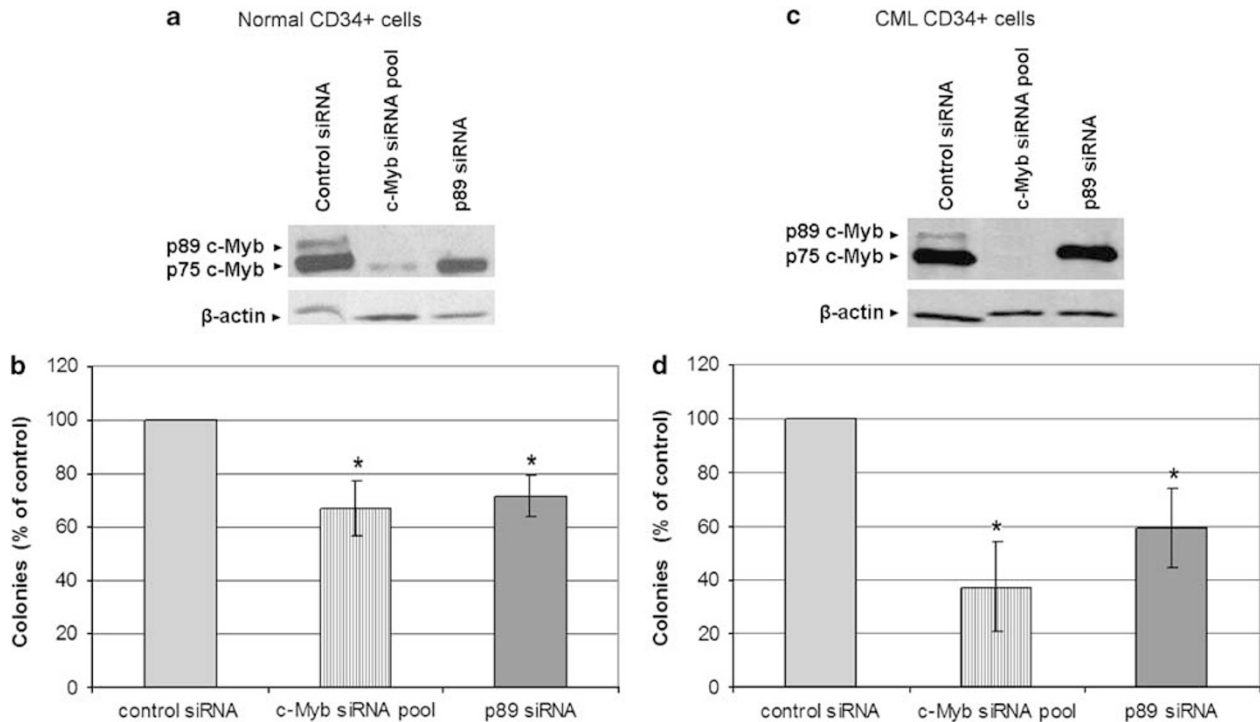 a Normal CD34+ cells
Control siRNA
c-Myb siRNA pool
p89 siRNA
p89 c-Myb ►
p75 c-Myb ►
β-actin ►
b
Colonies (% of control)
120
100
80
60
40
20
0
* *
control siRNA c-Myb siRNA pool p89 siRNA
c CML CD34+ cells
Control siRNA
c-Myb siRNA pool
p89 siRNA
p89 c-Myb ►
p75 c-Myb ►
β-actin ►
d
Colonies (% of control)
120
100
80
60
40
20
0
* *
control siRNA c-Myb siRNA pool p89 siRNA